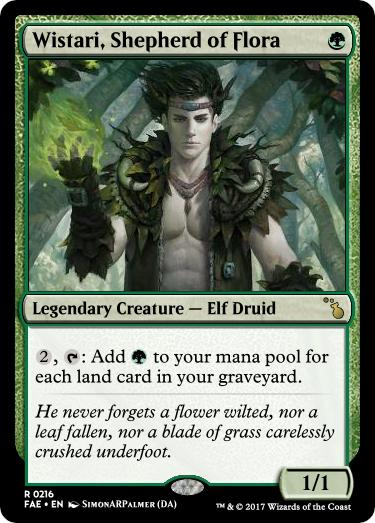 Wistari, Shepherd of Flora
Legendary Creature — Elf Druid
2, : Add to your mana pool for
each land card in your graveyard.
He never forgets a flower wilted, nor a
leaf fallen, nor a blade of grass carelessly
crushed underfoot.
1/1
R 0216
FAE • EN SimonARPalmer (DA)
™ & © 2017 Wizards of the Coast